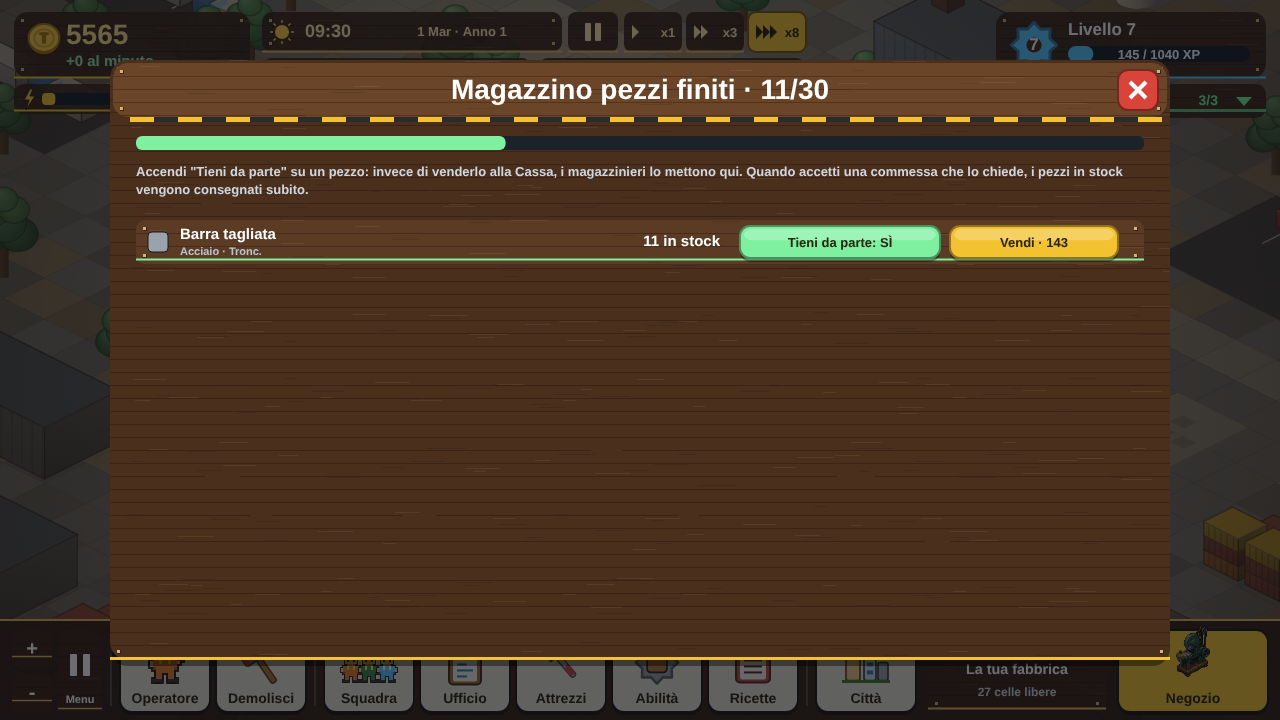 5565
+0 al minuto
09:30
1 Mar · Anno 1
x1
x3
x8
7
Livello 7
145 / 1040 XP
3/3
Magazzino pezzi finiti · 11/30
Accendi "Tieni da parte" su un pezzo: invece di venderlo alla Cassa, i magazzinieri lo mettono qui. Quando accetti una commessa che lo chiede, i pezzi in stock
vengono consegnati subito.
Barra tagliata
Acciaio · Tronc.
11 in stock
Tieni da parte: SÌ
Vendi · 143
+
-
Menu
Operatore
Demolisci
Squadra
Ufficio
Attrezzi
Abilità
Ricette
Città
La tua fabbrica
27 celle libere
Negozio